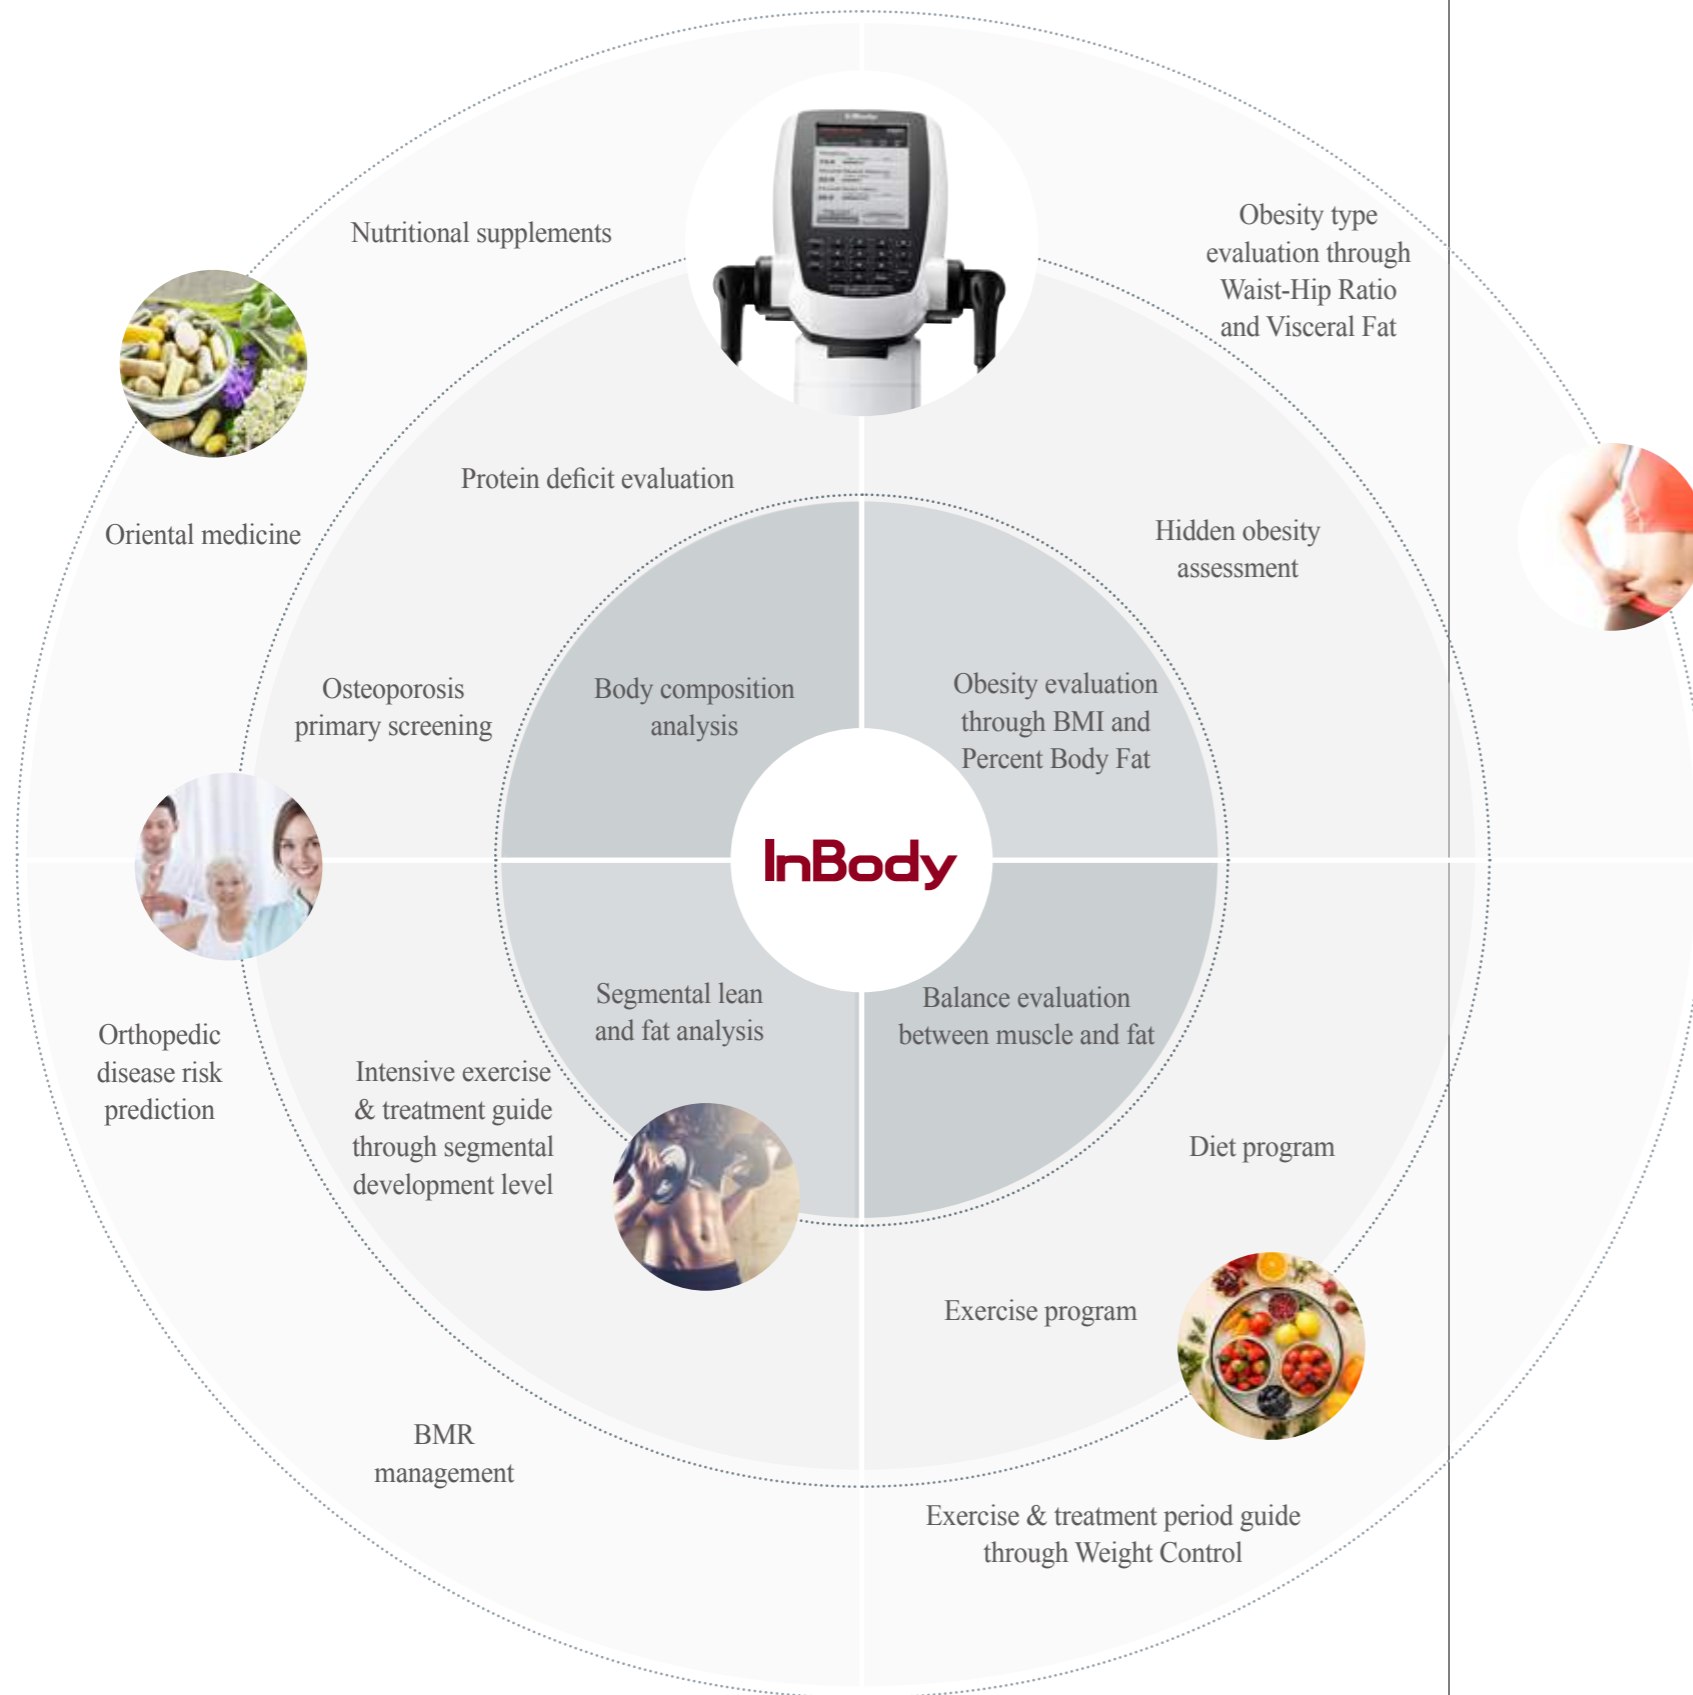 InBody
Nutritional supplements
Obesity type
evaluation through
Waist-Hip Ratio
and Visceral Fat
Protein deficit evaluation
Oriental medicine
Hidden obesity
assessment
Osteoporosis
primary screening
Body composition
analysis
Obesity evaluation
through BMI and
Percent Body Fat
InBody
Segmental lean
and fat analysis
Balance evaluation
between muscle and fat
Orthopedic
disease risk
prediction
Intensive exercise
& treatment guide
through segmental
development level
Diet program
Exercise program
BMR
management
Exercise & treatment period guide
through Weight Control